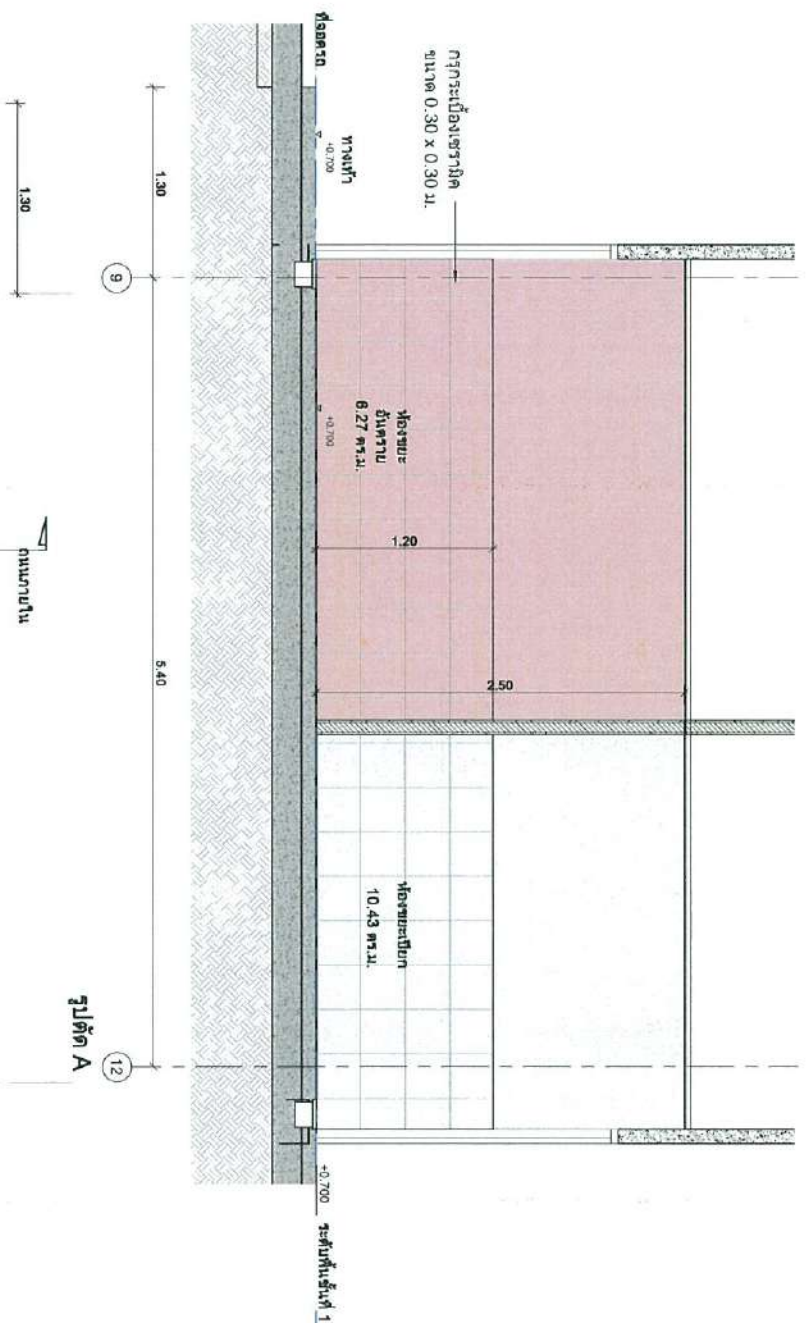 กรุกระเบื้องเซรามิค
ขนาด 0.30 x 0.30 ม.
ที่จอดรถ
ทางเท้า
+0.700
ห้องขยะ
อันตราย
6.27 ตร.ม.
+0.700
1.20
2.50
ห้องขยะเปียก
10.43 ตร.ม.
+0.700
ระดับพื้นชั้นที่ 1
1.30
5.40
9
12
1.30
รูปตัด A
ถนนภายใน